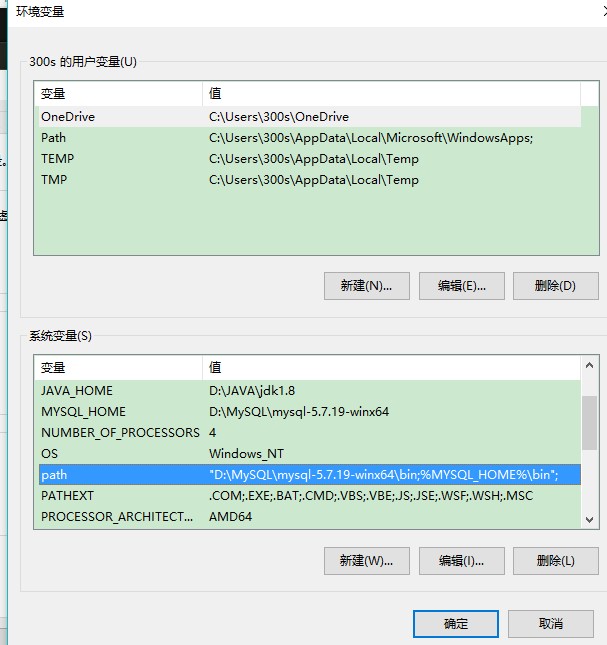 环境变量
300s 的用户变量(U)
变量 值
OneDrive C:\Users\300s\OneDrive
Path C:\Users\300s\AppData\Local\Microsoft\WindowsApps;
TEMP C:\Users\300s\AppData\Local\Temp
TMP C:\Users\300s\AppData\Local\Temp
新建(N)... 编辑(E)... 删除(D)
系统变量(S)
变量 值
JAVA_HOME D:\JAVA\jdk1.8
MYSQL_HOME D:\MySQL\mysql-5.7.19-winx64
NUMBER_OF_PROCESSORS 4
OS Windows_NT
path "D:\MySQL\mysql-5.7.19-winx64\bin;%MYSQL_HOME%\bin";
PATHEXT .COM;.EXE;.BAT;.CMD;.VBS;.VBE;.JS;.JSE;.WSF;.WSH;.MSC
PROCESSOR_ARCHITECT... AMD64
新建(W)... 编辑(I)... 删除(L)
确定 取消